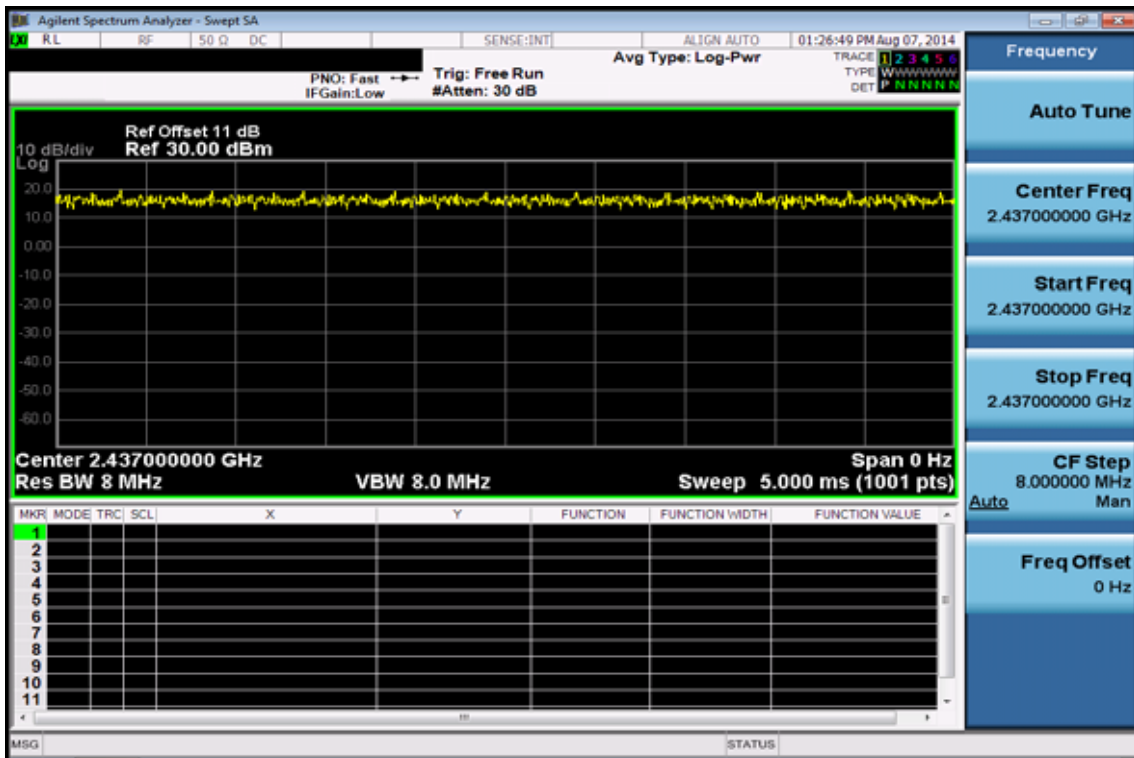 Agilent Spectrum Analyzer - Swept SA
RL RF 50 Ω DC SENSE:INT ALIGN AUTO 01:26:49 PM Aug 07, 2014
PNO: Fast
IFGain:Low
Trig: Free Run
#Atten: 30 dB
Avg Type: Log-Pwr
TRACE 1 2 3 4 5 6
TYPE WWWWWWW
DET P N N N N N
Ref Offset 11 dB
10 dB/div Ref 30.00 dBm
Log
20.0
10.0
0.00
-10.0
-20.0
-30.0
-40.0
-50.0
-60.0
Center 2.437000000 GHz Span 0 Hz
Res BW 8 MHz VBW 8.0 MHz Sweep 5.000 ms (1001 pts)
MKR MODE TRC SCL X Y FUNCTION FUNCTION WIDTH FUNCTION VALUE
1
2
3
4
5
6
7
8
9
10
11
MSG STATUS
Frequency
Auto Tune
Center Freq
2.437000000 GHz
Start Freq
2.437000000 GHz
Stop Freq
2.437000000 GHz
CF Step
8.000000 MHz
Auto Man
Freq Offset
0 Hz